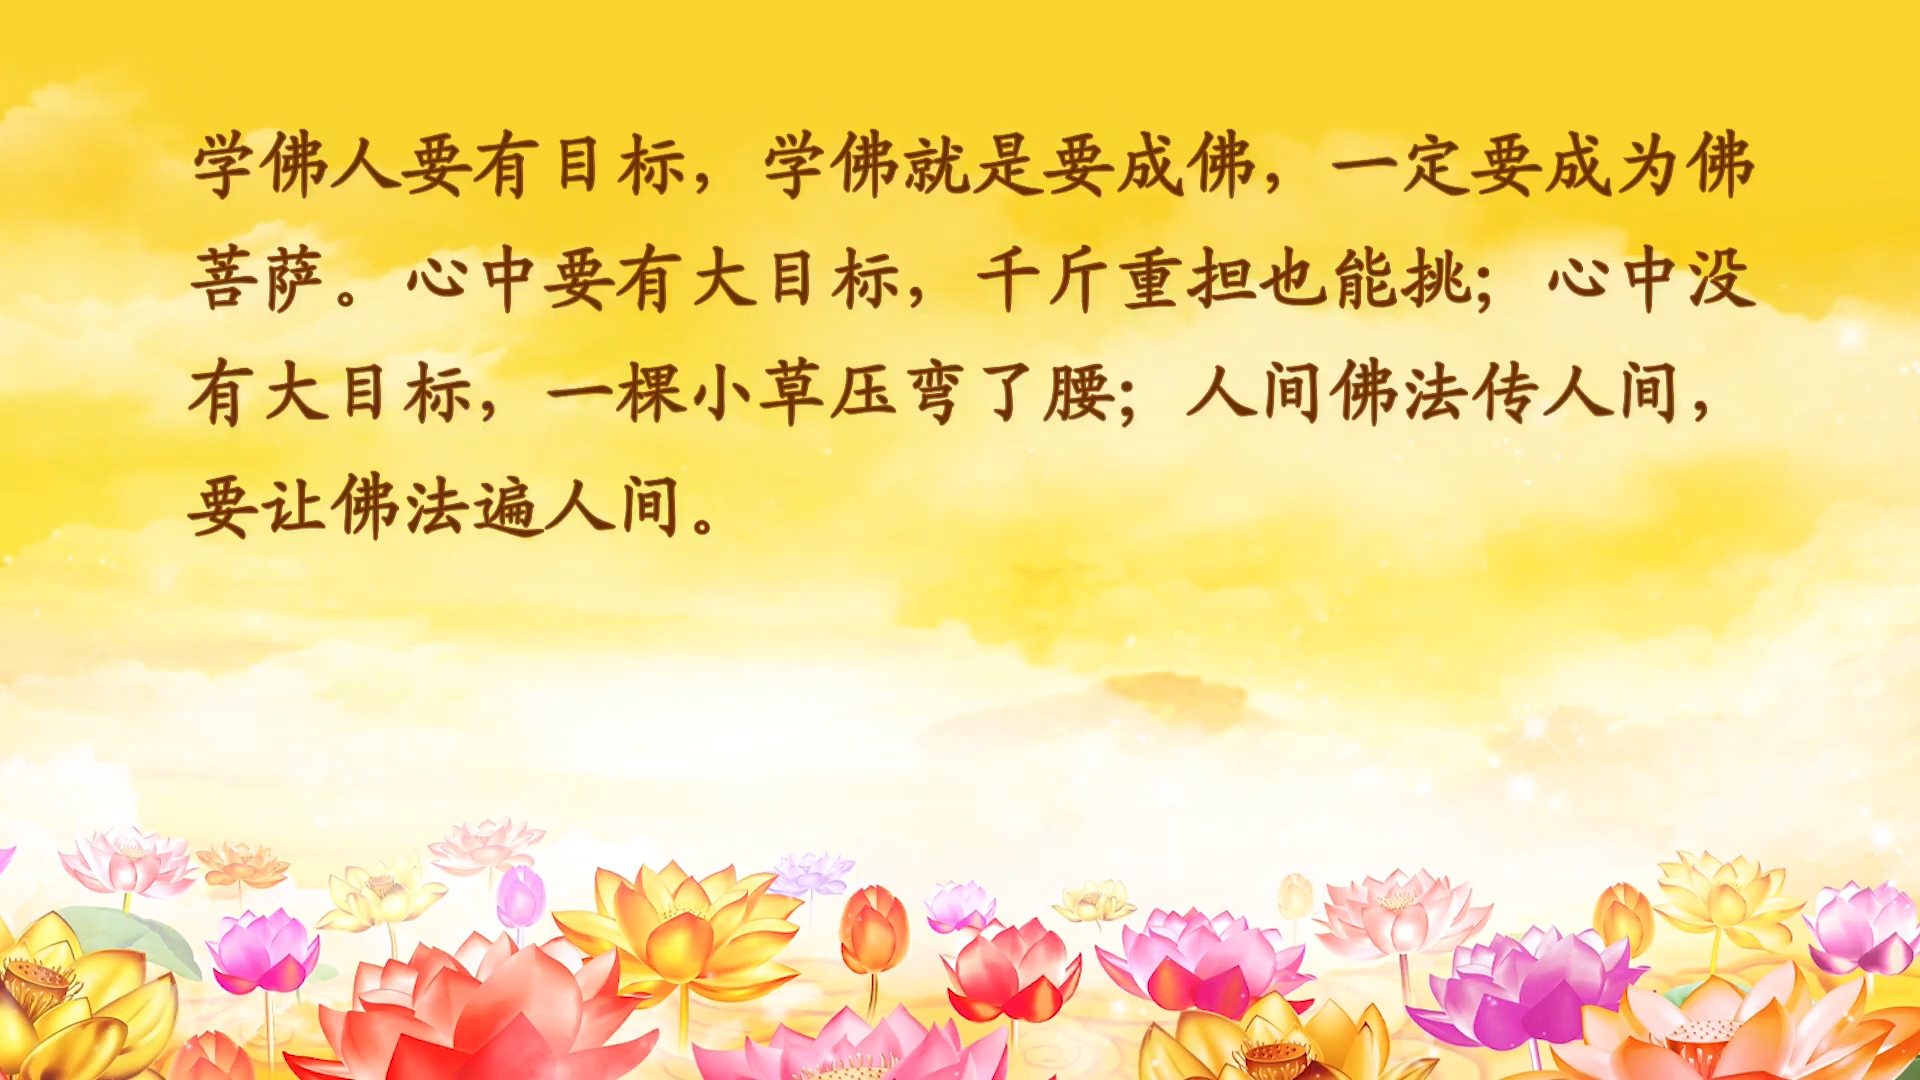 学佛人要有目标，学佛就是要成佛，一定要成为佛
菩萨。心中要有大目标，千斤重担也能挑；心中没
有大目标，一棵小草压弯了腰；人间佛法传人间，
要让佛法遍人间。